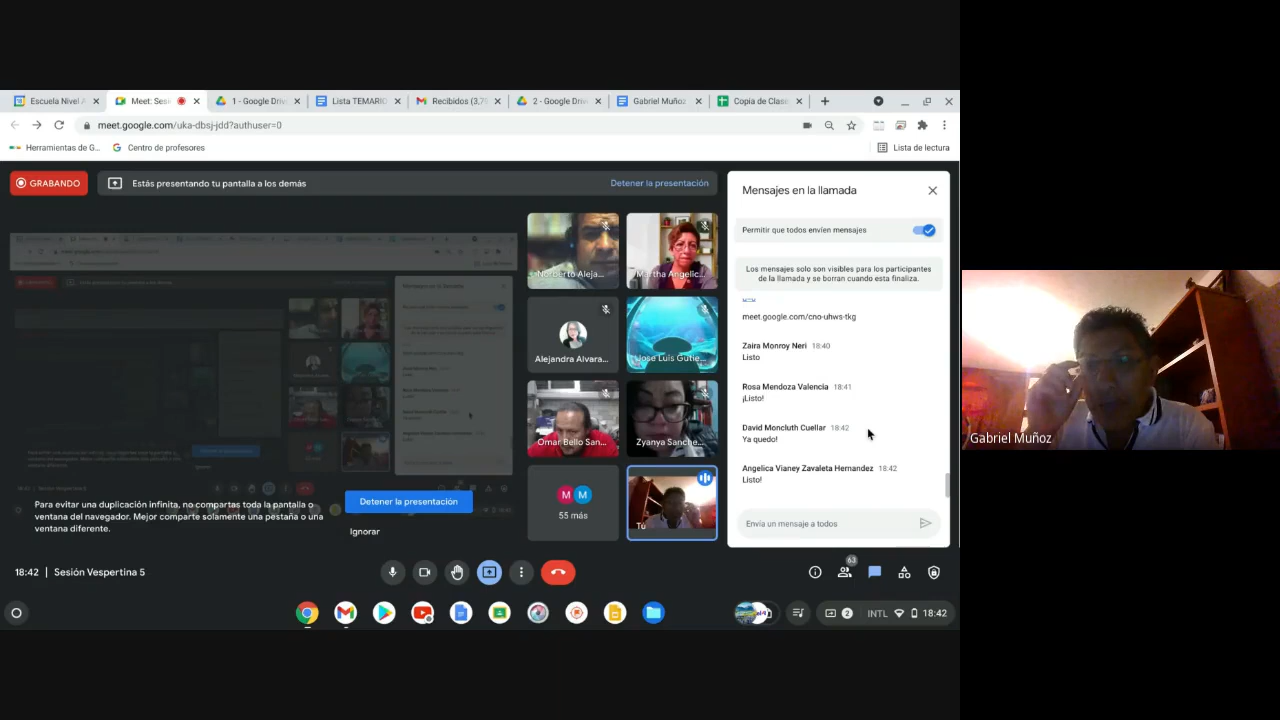 Escuela Nivel A
Meet: Sesi
1 - Google Driv
Lista TEMARIO
Recibidos (3,7
2 - Google Driv
Gabriel Muñoz
Copia de Clas
meet.google.com/uka-dbsj-jdd?authuser=0
Herramientas de G...
Centro de profesores
Lista de lectura
GRABANDO
Estás presentando tu pantalla a los demás
Detener la presentación
Mensajes en la llamada
Permitir que todos envíen mensajes
Los mensajes solo son visibles para los participantes
de la llamada y se borran cuando esta finaliza.
meet.google.com/cno-uhws-tkg
Zaira Monroy Neri 18:40
Listo
Rosa Mendoza Valencia 18:41
¡Listo!
David Moncluth Cuellar 18:42
Ya quedo!
Angelica Vianey Zavaleta Hernandez 18:42
Listo!
Envía un mensaje a todos
Norberto Aleja...
Martha Angelic...
Alejandra Alvara...
Jose Luis Gutie...
Omar Bello San...
Zyanya Sanche...
M M
55 más
Tú
Para evitar una duplicación infinita, no compartas toda la pantalla o
ventana del navegador. Mejor comparte solamente una pestaña o una
ventana diferente.
Detener la presentación
Ignorar
18:42 | Sesión Vespertina 5
63
2
INTL
18:42
Gabriel Muñoz